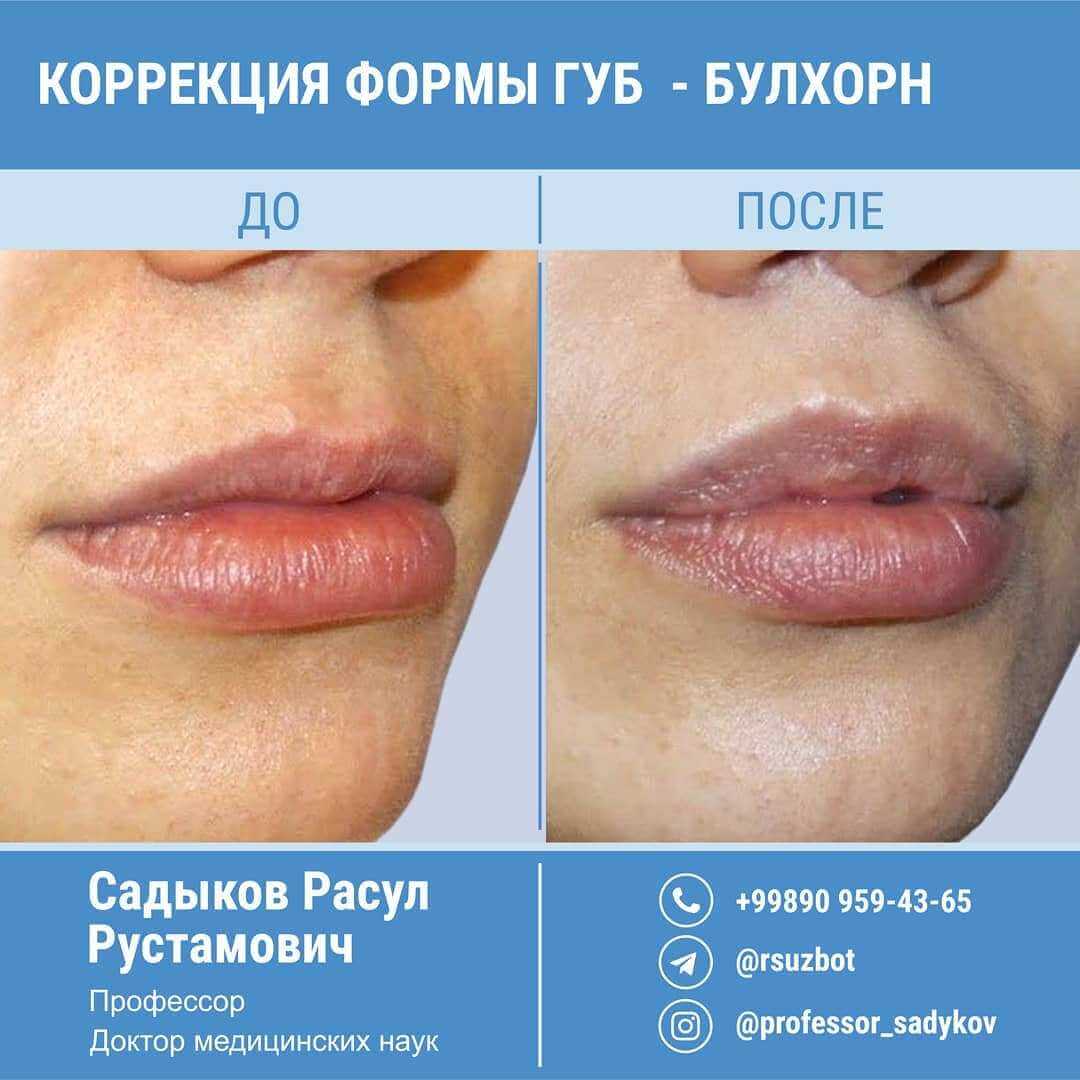 КОРРЕКЦИЯ ФОРМЫ ГУБ - БУЛХОРН
ДО
ПОСЛЕ
Садыков Расул
Рустамович
Профессор
Доктор медицинских наук
+99890 959-43-65
@rsuzbot
@professor_sadykov